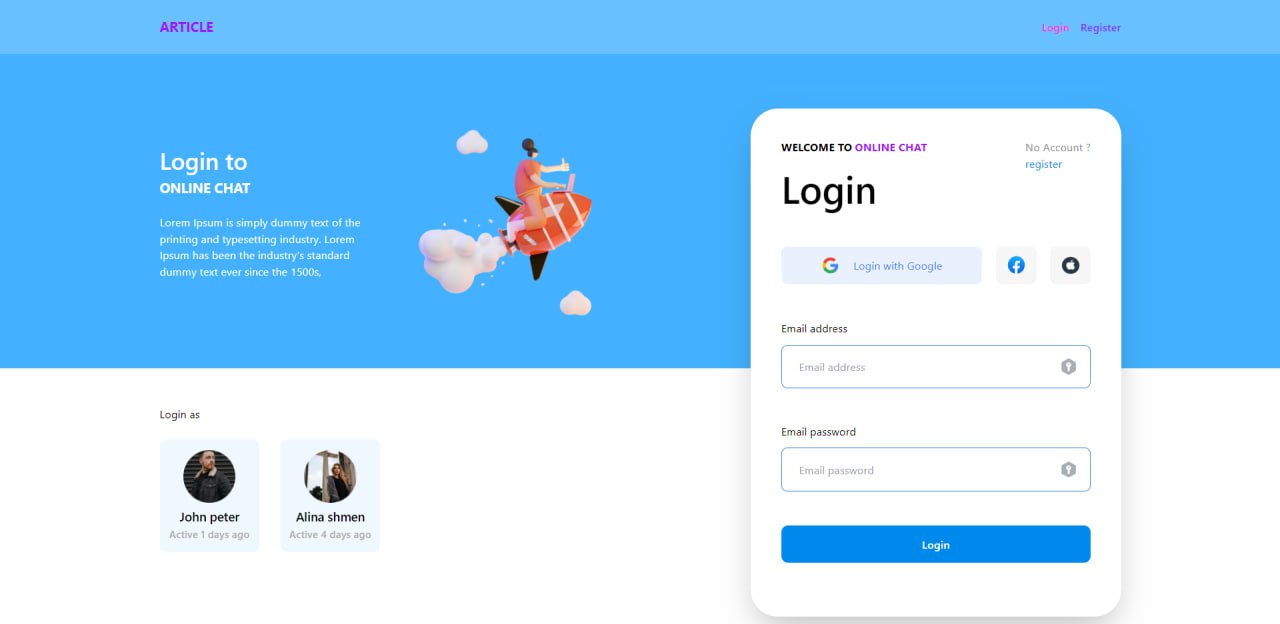 ARTICLE
Login Register
Login to
ONLINE CHAT
Lorem Ipsum is simply dummy text of the
printing and typesetting industry. Lorem
Ipsum has been the industry's standard
dummy text ever since the 1500s,
WELCOME TO ONLINE CHAT
No Account ?
register
Login
Login with Google
Email address
Email address
Email password
Email password
Login
Login as
John peter
Active 1 days ago
Alina shmen
Active 4 days ago